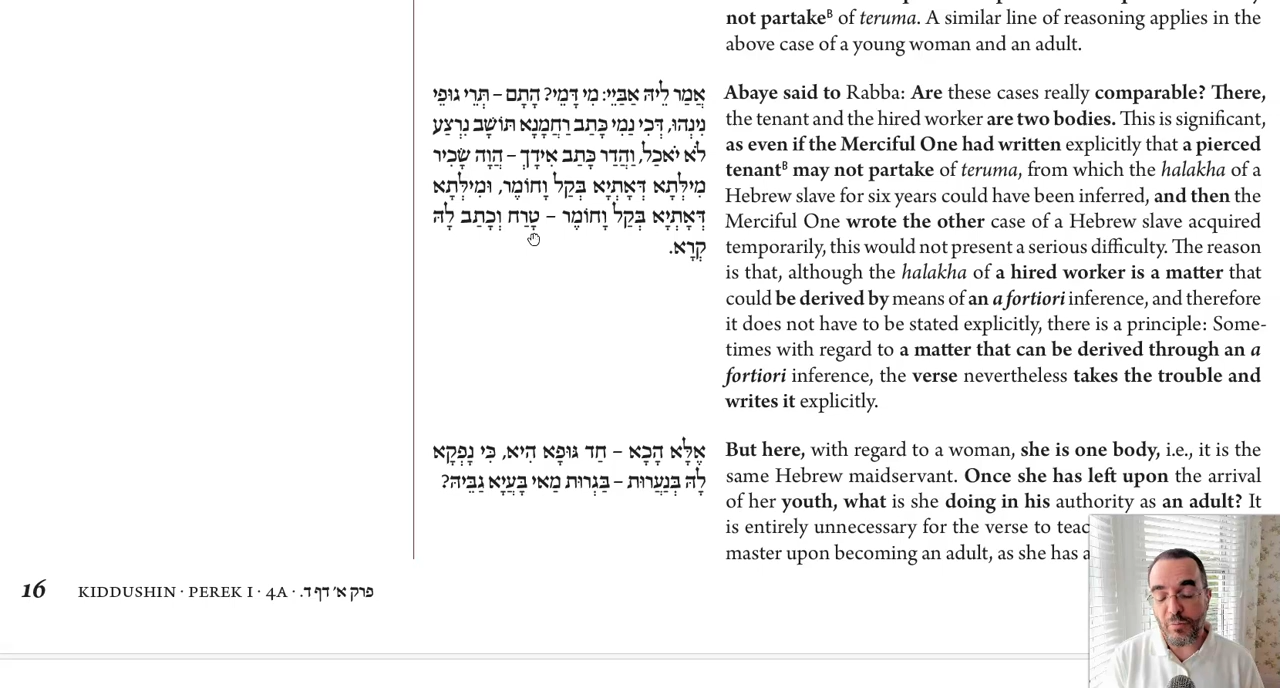 not partakeᴮ of teruma. A similar line of reasoning applies in the
above case of a young woman and an adult.
אֲמַר לֵיהּ אַבַּיֵי: מִי דָּמֵי? הָתָם – תְּרֵי גוּפֵי
נִינְהוּ, דְּכִי נַמִי כָּתַב רַחֲמָנָא תּוֹשָׁב נִרְצַע
לֹא יֹאכַל, וַהֲדַר כָּתַב אִידָךְ – הֲוָה שָׂכִיר
מִילְּתָא דְּאָתְיָא בְּקַל וָחוֹמֶר, וּמִילְּתָא
דְּאָתְיָא בְּקַל וָחוֹמֶר – טָרַח וְכָתַב לָהּ
קְרָא.
Abaye said to Rabba: Are these cases really comparable? There,
the tenant and the hired worker are two bodies. This is significant,
as even if the Merciful One had written explicitly that a pierced
tenantᴮ may not partake of teruma, from which the halakha of a
Hebrew slave for six years could have been inferred, and then the
Merciful One wrote the other case of a Hebrew slave acquired
temporarily, this would not present a serious difficulty. The reason
is that, although the halakha of a hired worker is a matter that
could be derived by means of an a fortiori inference, and therefore
it does not have to be stated explicitly, there is a principle: Some-
times with regard to a matter that can be derived through an a
fortiori inference, the verse nevertheless takes the trouble and
writes it explicitly.
אֶלָּא הָכָא – חַד גּוּפָא הִיא, כִּי נָפְקָא
לָהּ בְּנַעֲרוּת – בַּגְרוּת מַאי בָּעֲיָא גַּבֵּיהּ?
But here, with regard to a woman, she is one body, i.e., it is the
same Hebrew maidservant. Once she has left upon the arrival
of her youth, what is she doing in his authority as an adult? It
is entirely unnecessary for the verse to
master upon becoming an adult, as she has
16 KIDDUSHIN · PEREK I · 4A · פרק א׳ דף ד.